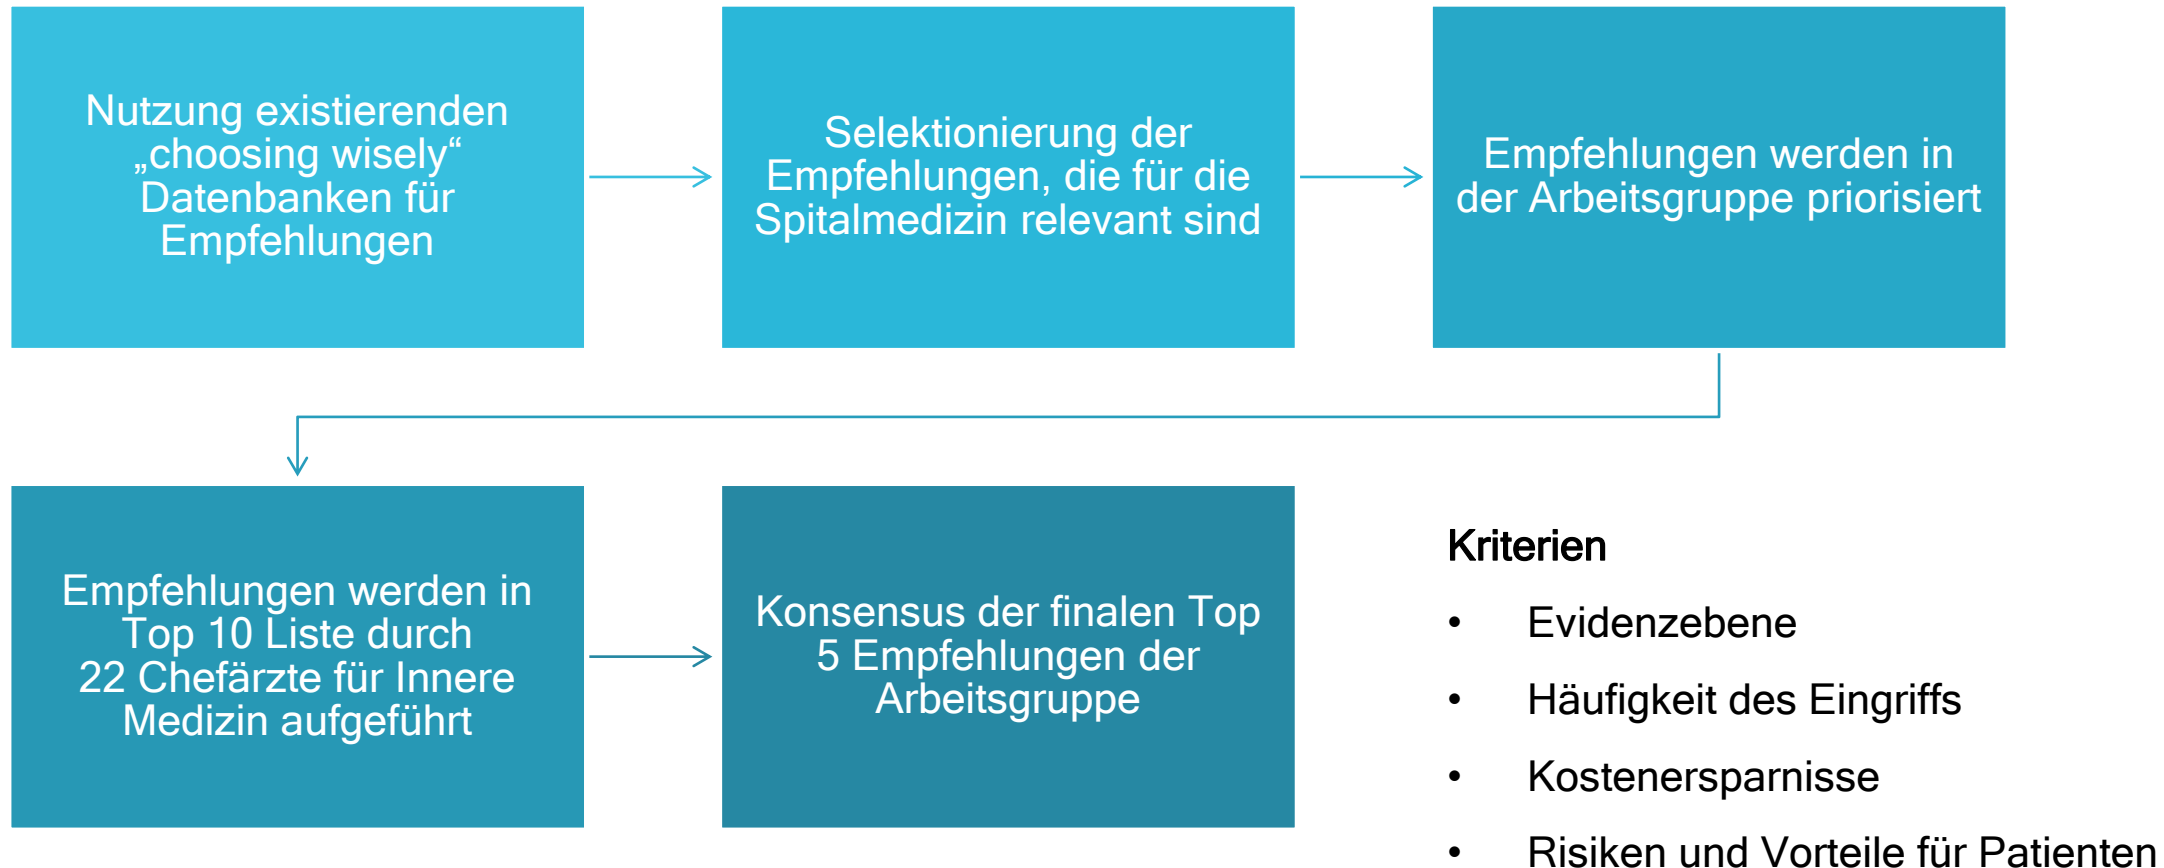 Nutzung existierenden
„choosing wisely“
Datenbanken für
Empfehlungen
Selektionierung der
Empfehlungen, die für die
Spitalmedizin relevant sind
Empfehlungen werden in
der Arbeitsgruppe priorisiert
Empfehlungen werden in
Top 10 Liste durch
22 Chefärzte für Innere
Medizin aufgeführt
Konsensus der finalen Top
5 Empfehlungen der
Arbeitsgruppe
Kriterien
• Evidenzebene
• Häufigkeit des Eingriffs
• Kostenersparnisse
• Risiken und Vorteile für Patienten